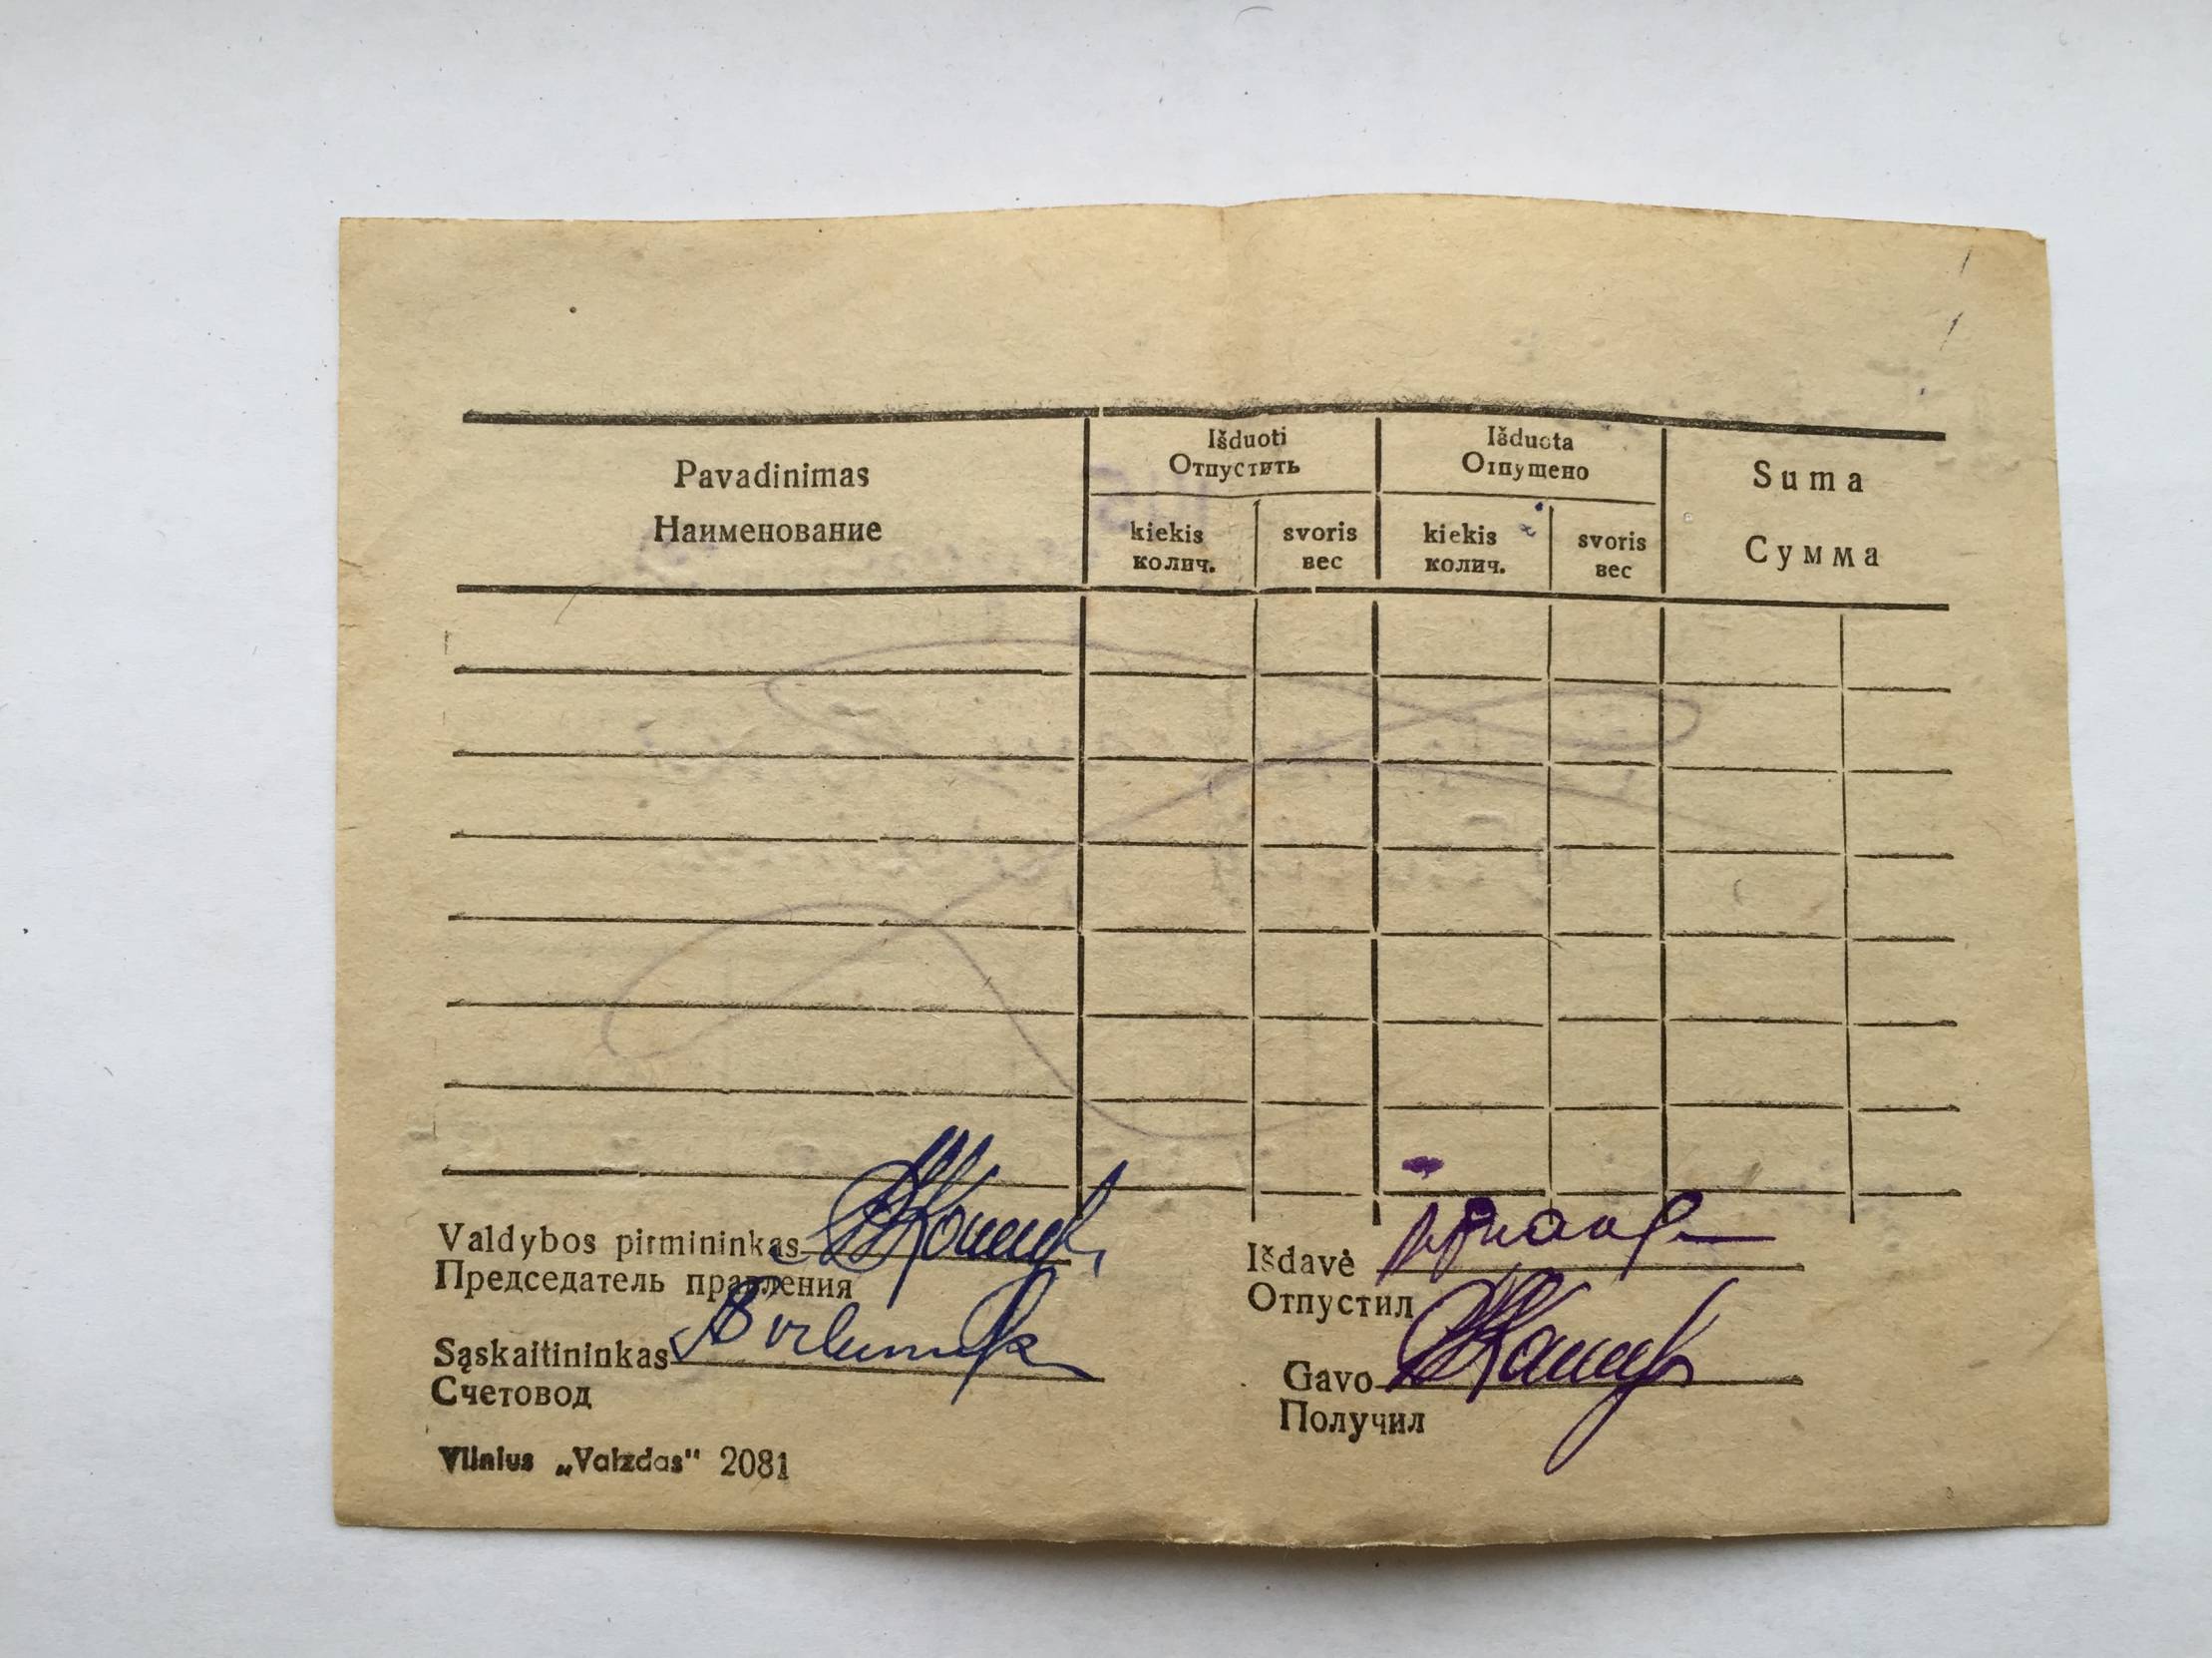 Pavadinimas
Наименование
Išduoti
Отпустить
Išduota
Отпущено
Suma
Сумма
kiekis
колич.
svoris
вес
kiekis
колич.
svoris
вес
Valdybos pirmininkas
Председатель правления
Sąskaitininkas
Счетовод
Išdavė
Отпустил
Gavo
Получил
Vilnius „Vaizdas" 2081